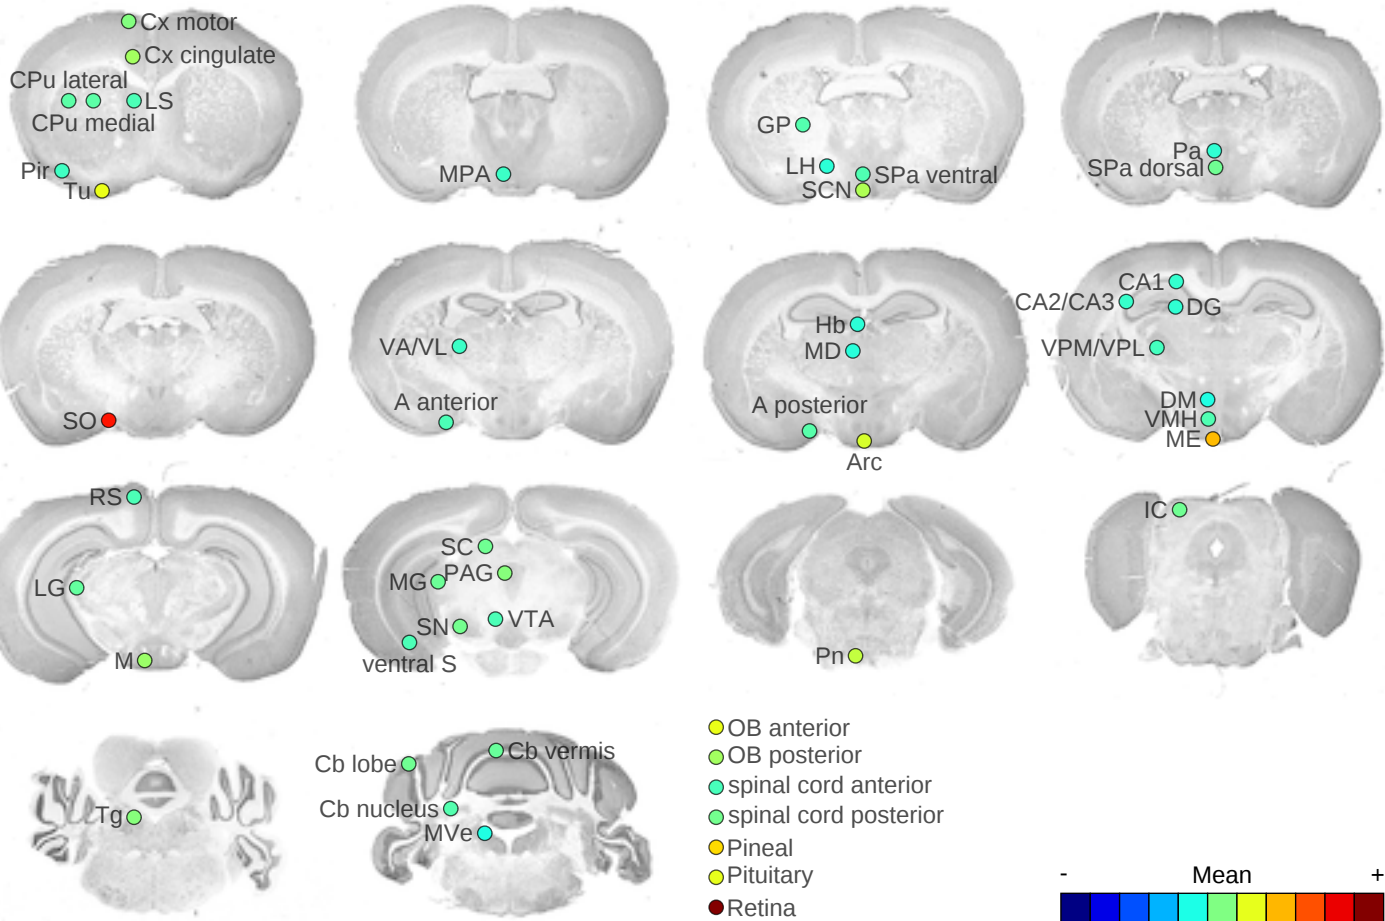 Cx motor
Cx cingulate
CPu lateral
LS
CPu medial
Pir
Tu
MPA
GP
LH
SPa ventral
SCN
Pa
SPa dorsal
SO
VA/VL
A anterior
Hb
MD
A posterior
Arc
CA1
CA2/CA3
DG
VPM/VPL
DM
VMH
ME
RS
LG
M
SC
PAG
MG
VTA
SN
ventral S
Pn
IC
Tg
Cb vermis
Cb lobe
Cb nucleus
MVe
OB anterior
OB posterior
spinal cord anterior
spinal cord posterior
Pineal
Pituitary
Retina
- Mean +